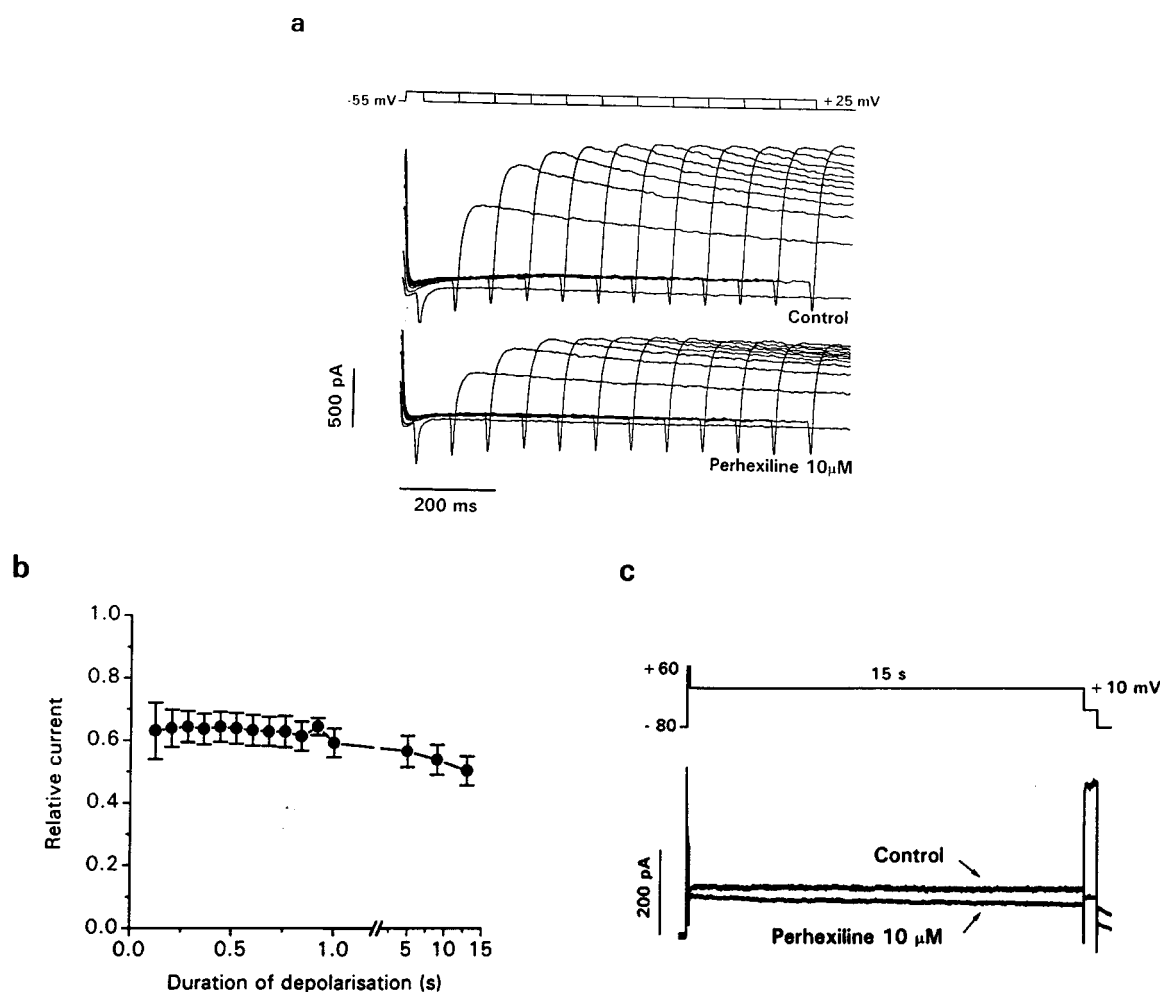 a
-55 mV
+ 25 mV
Control
500 pA
Perhexiline 10μM
200 ms
b
1.0
0.8
0.6
0.4
0.2
0.0
Relative current
0.0 0.5 1.0 5 10 15
Duration of depolarisation (s)
c
+ 60
15 s
+ 10 mV
- 80
Control
200 pA
Perhexiline 10 μM